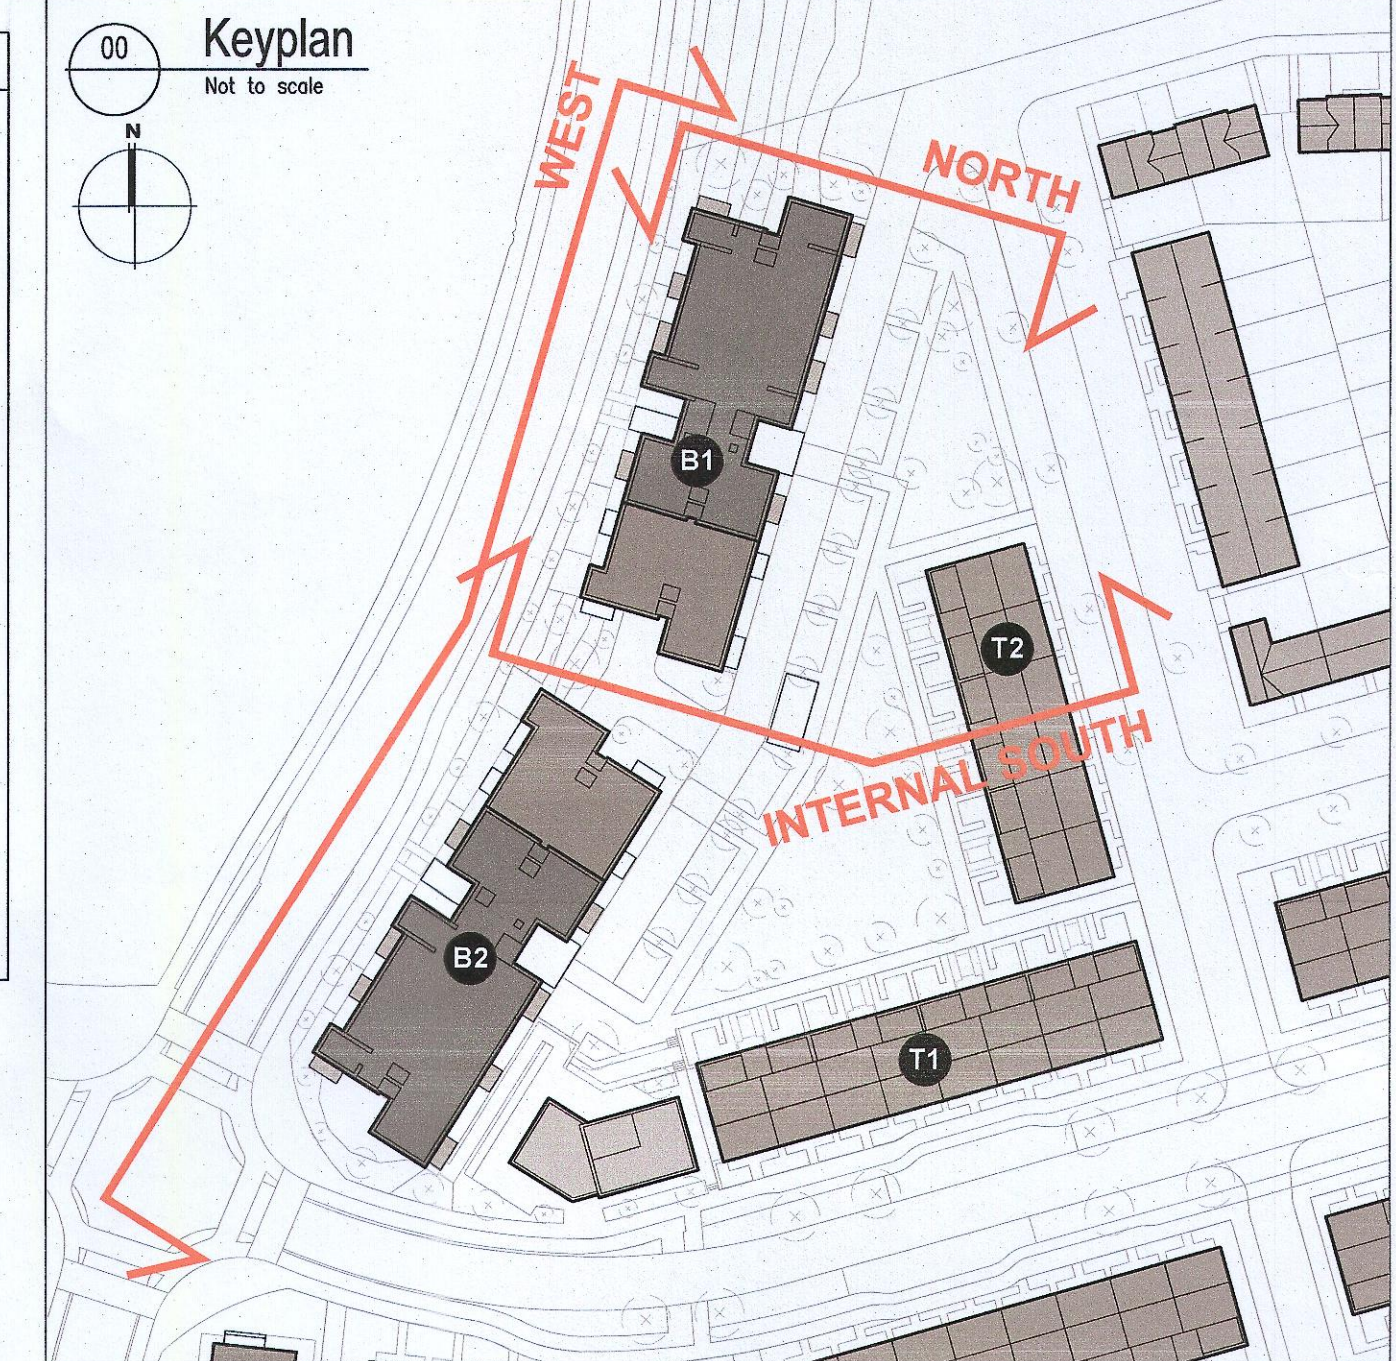 00
Keyplan
Not to scale
N
WEST
NORTH
B1
T2
INTERNAL SOUTH
B2
T1